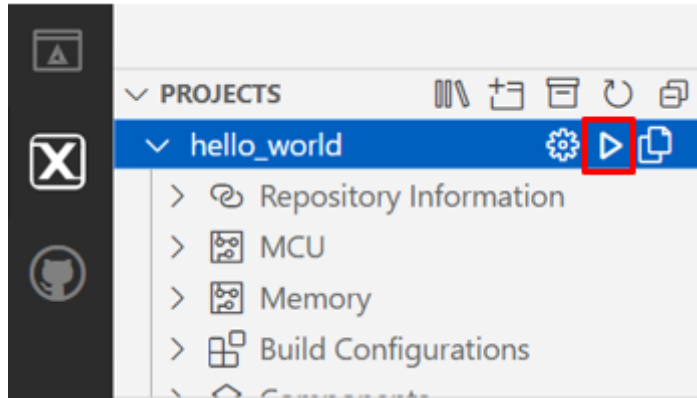 PROJECTS
hello_world
Repository Information
MCU
Memory
Build Configurations